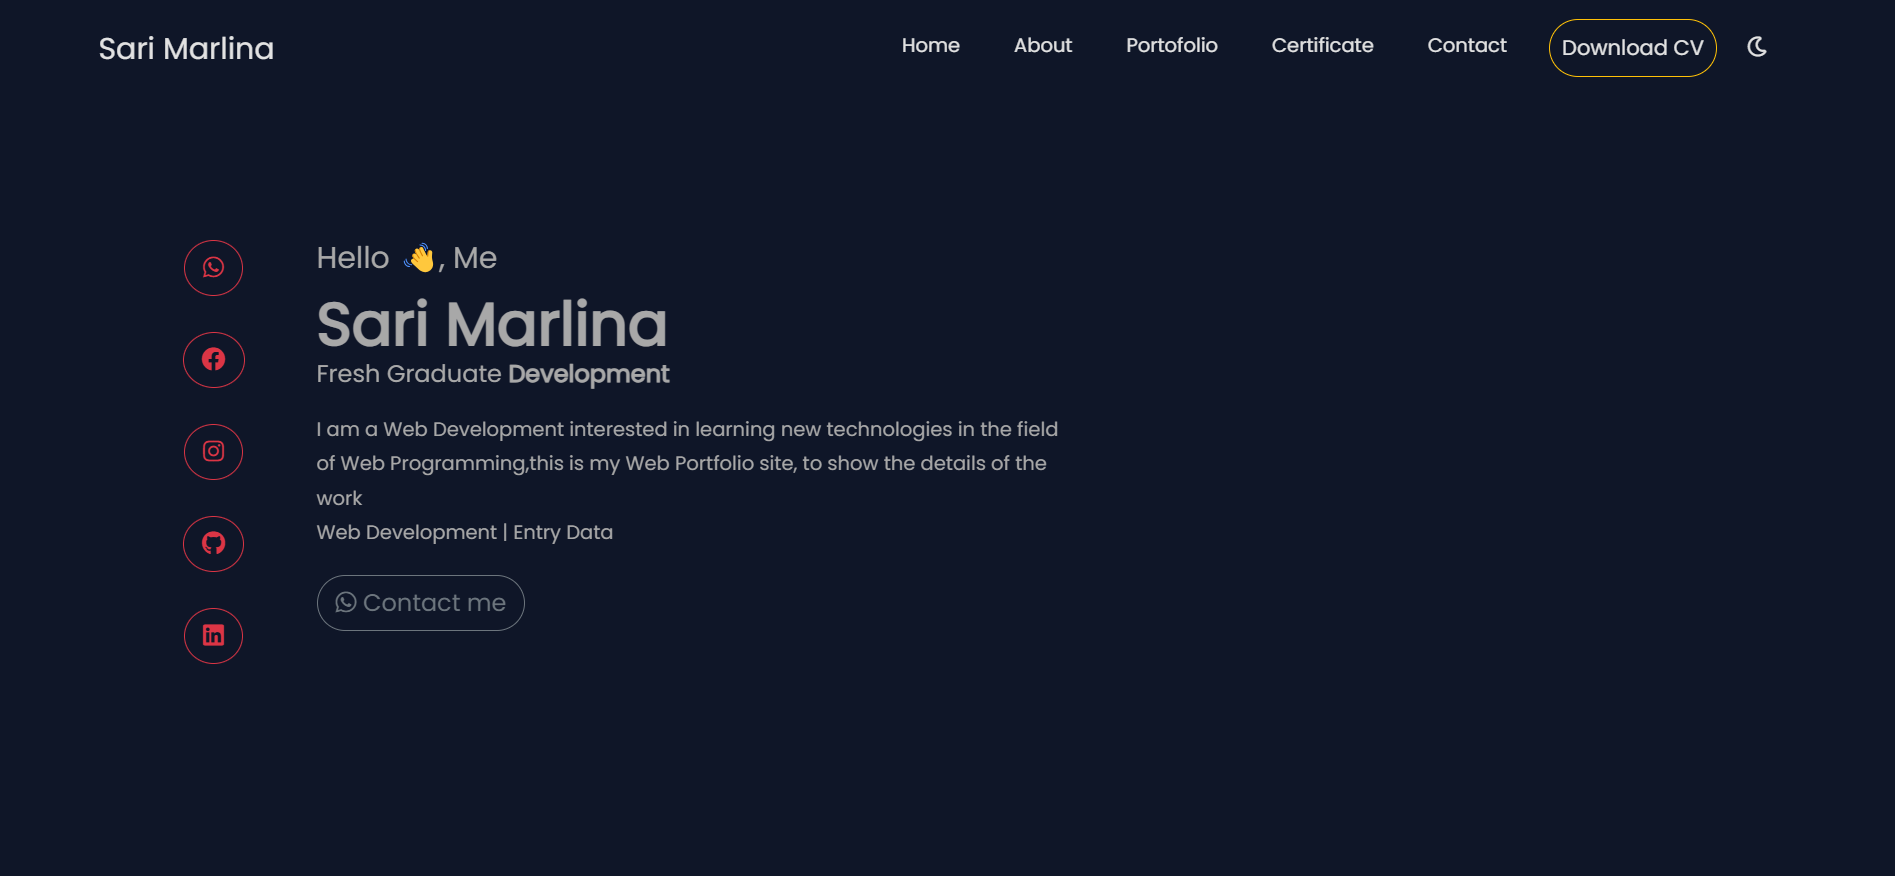 Sari Marlina
Home About Portofolio Certificate Contact Download CV
Hello 👋, Me
Sari Marlina
Fresh Graduate Development
I am a Web Development interested in learning new technologies in the field
of Web Programming,this is my Web Portfolio site, to show the details of the
work
Web Development | Entry Data
Contact me